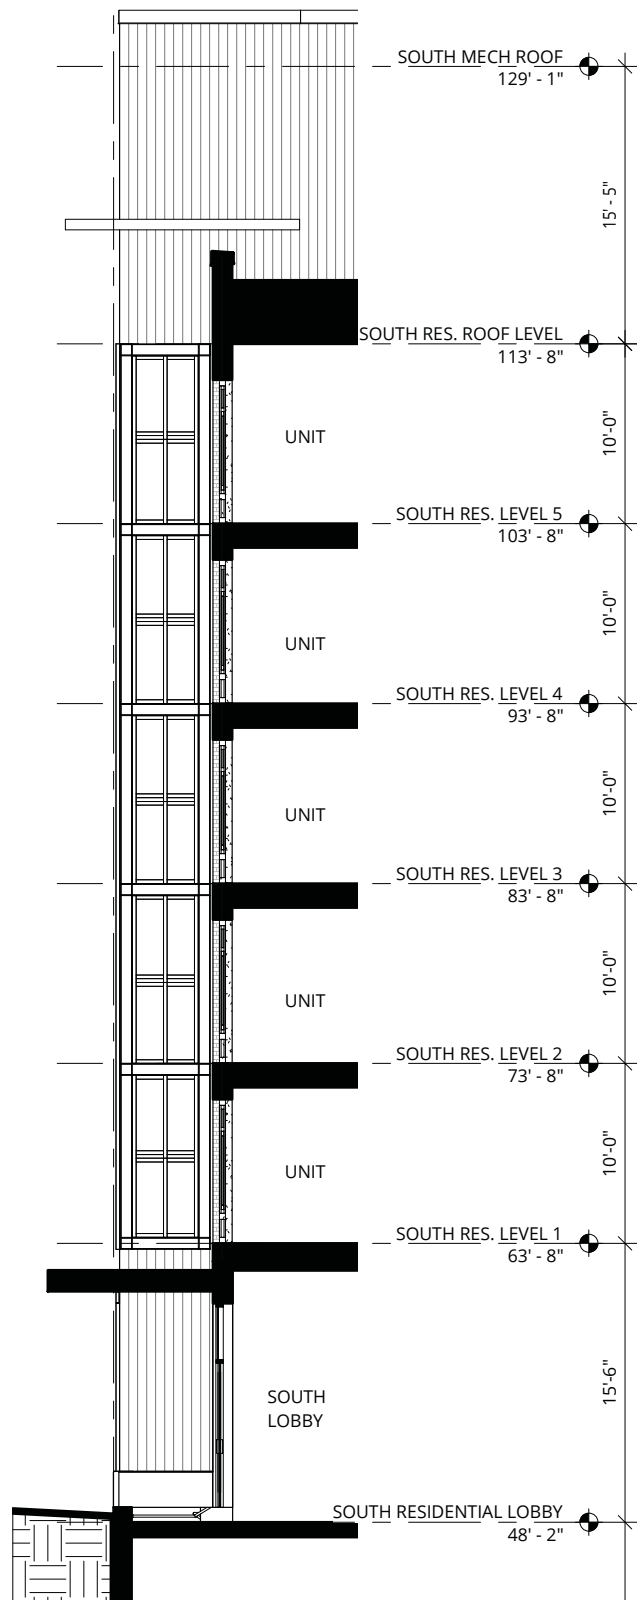 SOUTH MECH ROOF
129' - 1"
15' - 5"
SOUTH RES. ROOF LEVEL
113' - 8"
UNIT
10'-0"
SOUTH RES. LEVEL 5
103' - 8"
UNIT
10'-0"
SOUTH RES. LEVEL 4
93' - 8"
UNIT
10'-0"
SOUTH RES. LEVEL 3
83' - 8"
UNIT
10'-0"
SOUTH RES. LEVEL 2
73' - 8"
UNIT
10'-0"
SOUTH RES. LEVEL 1
63' - 8"
SOUTH
LOBBY
15'-6"
SOUTH RESIDENTIAL LOBBY
48' - 2"